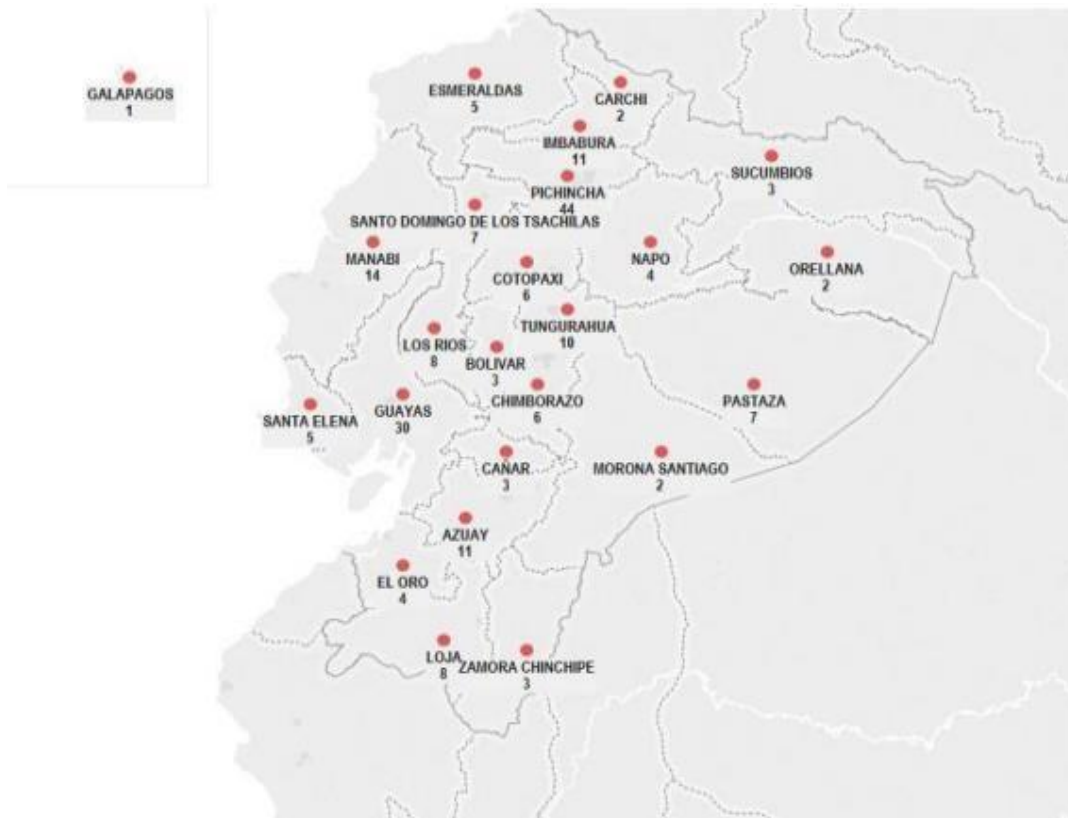 GALAPAGOS
1
ESMERALDAS
5
CARCHI
2
IMBABURA
11
SUCUMBIOS
3
PICHINCHA
44
SANTO DOMINGO DE LOS TSACHILAS
7
MANABI
14
NAPO
4
ORELLANA
2
COTOPAXI
6
TUNGURAHUA
10
LOS RIOS
8
BOLIVAR
3
CHIMBORAZO
6
PASTAZA
7
GUAYAS
30
SANTA ELENA
5
CAÑAR
3
MORONA SANTIAGO
2
AZUAY
11
EL ORO
4
LOJA
8
ZAMORA CHINCHIPE
3